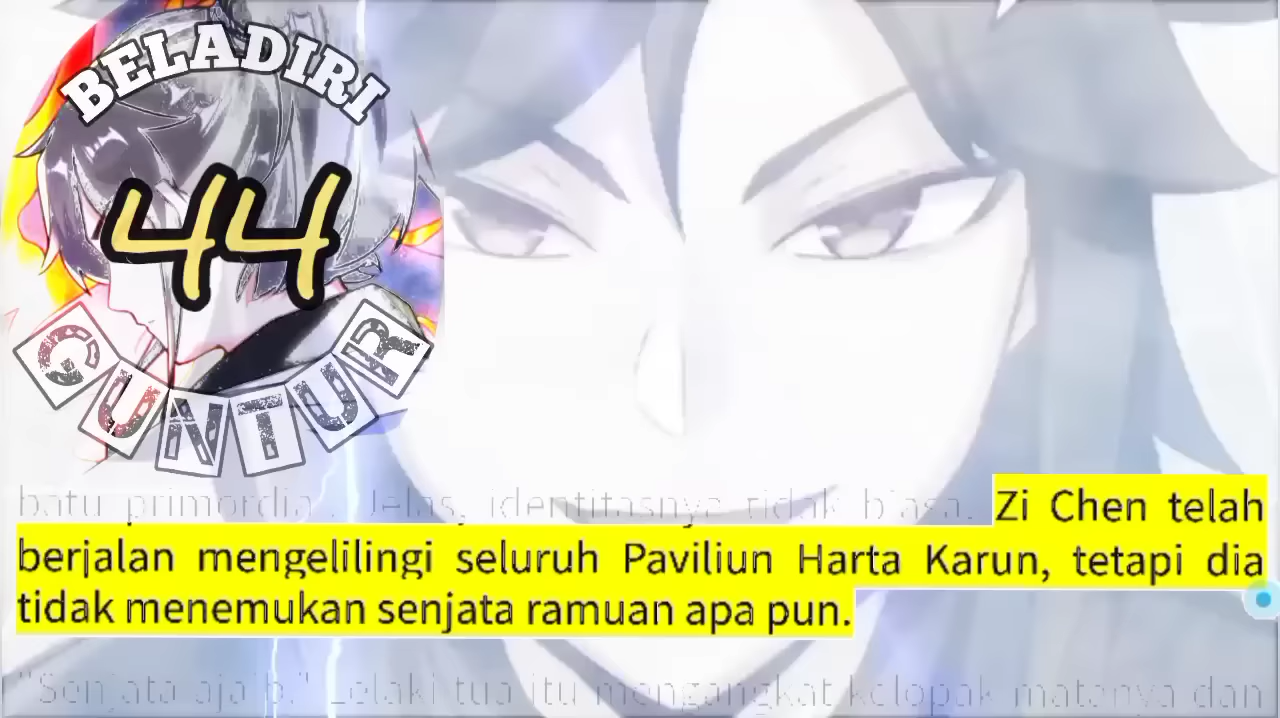 BELADIRI
44
GUNTUR
batu primordia. Jelas, identitasnya tidak biasa. Zi Chen telah
berjalan mengelilingi seluruh Paviliun Harta Karun, tetapi dia
tidak menemukan senjata ramuan apa pun.
"Senjata ajaib." Lelaki tua itu mengangkat kelopak matanya dan